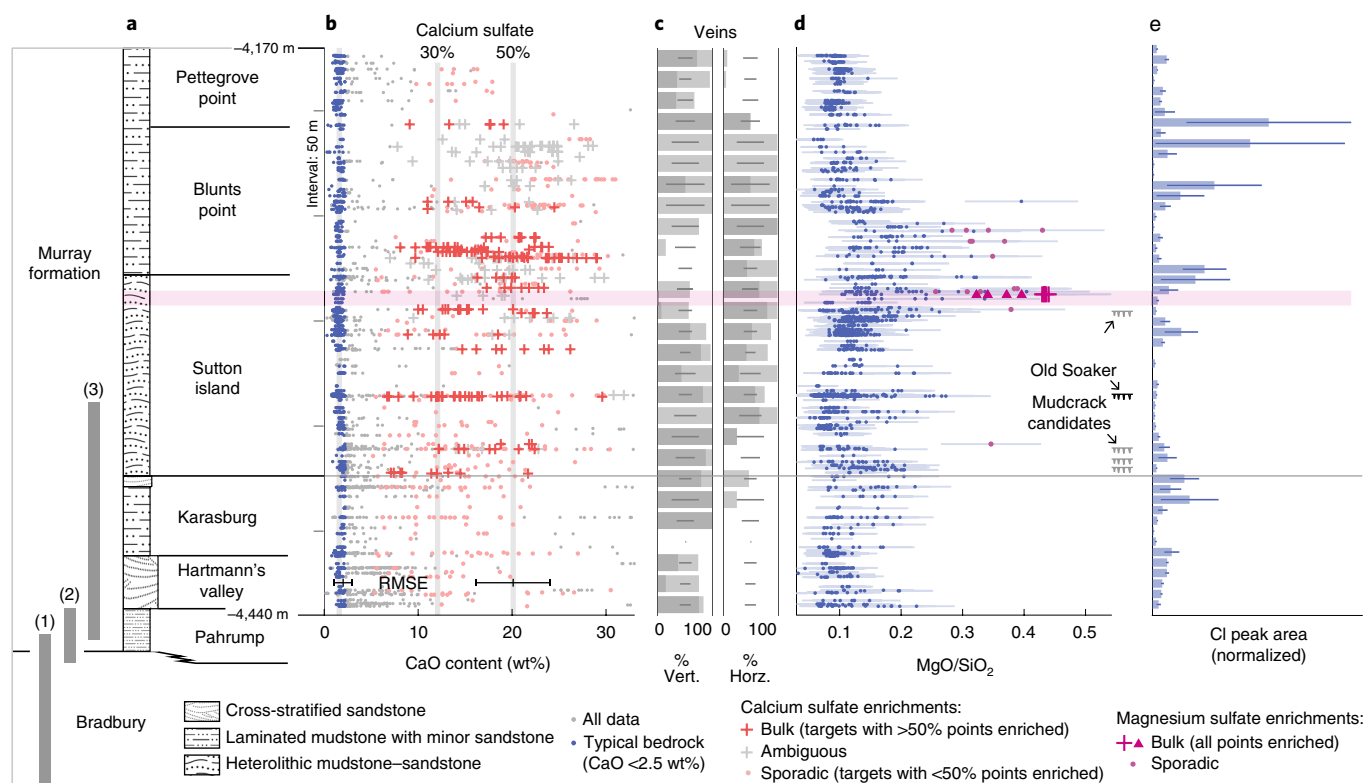 a
b
c
d
e
Calcium sulfate
30%
50%
Veins
–4,170 m
Pettegrove
point
Interval: 50 m
Blunts
point
Murray
formation
Sutton
island
(3)
Old Soaker
Mudcrack
candidates
Karasburg
Hartmann's
valley
RMSE
(2)
(1)
–4,440 m
Pahrump
0
10
20
30
CaO content (wt%)
0
100
%
Vert.
0
100
%
Horz.
0.1
0.2
0.3
0.4
0.5
MgO/SiO2
Cl peak area
(normalized)
Bradbury
Cross-stratified sandstone
Laminated mudstone with minor sandstone
Heterolithic mudstone–sandstone
All data
Typical bedrock
(CaO <2.5 wt%)
Calcium sulfate enrichments:
Bulk (targets with >50% points enriched)
Ambiguous
Sporadic (targets with <50% points enriched)
Magnesium sulfate enrichments:
Bulk (all points enriched)
Sporadic